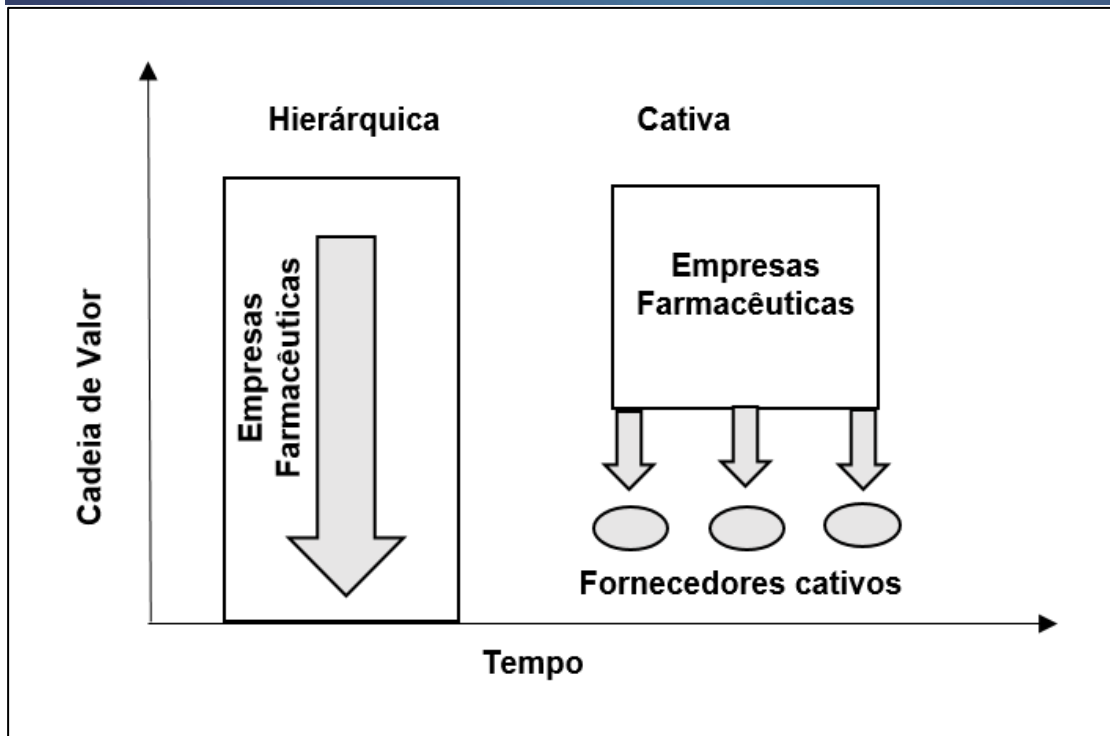 Hierárquica
Cativa
Cadeia de Valor
Empresas
Farmacêuticas
Empresas
Farmacêuticas
Fornecedores cativos
Tempo